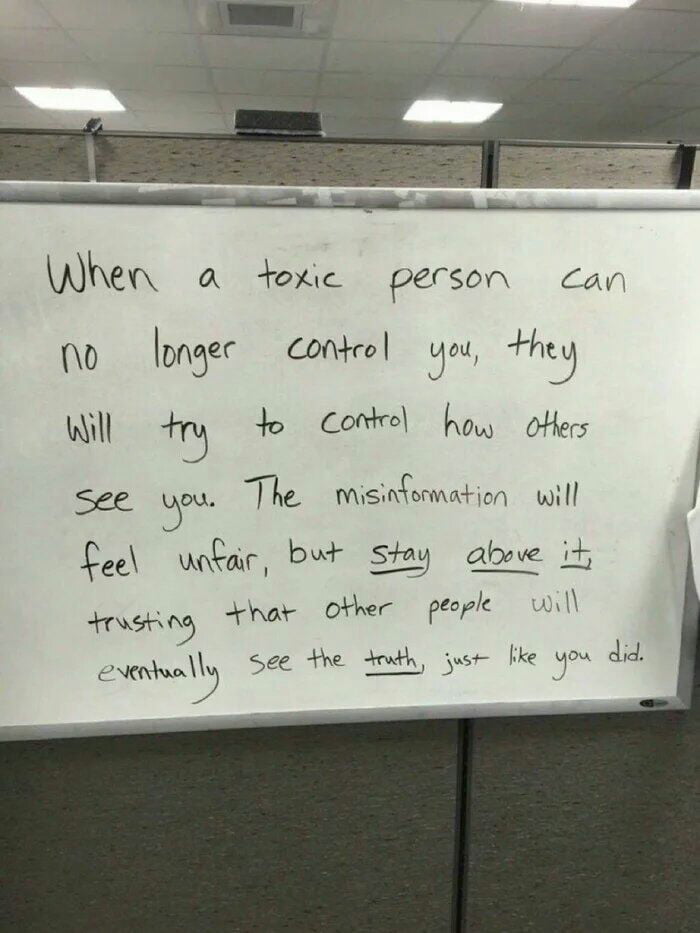 When a toxic person can
no longer control you, they
will try to control how others
see you. The misinformation will
feel unfair, but stay above it,
trusting that other people will
eventually see the truth, just like you did.